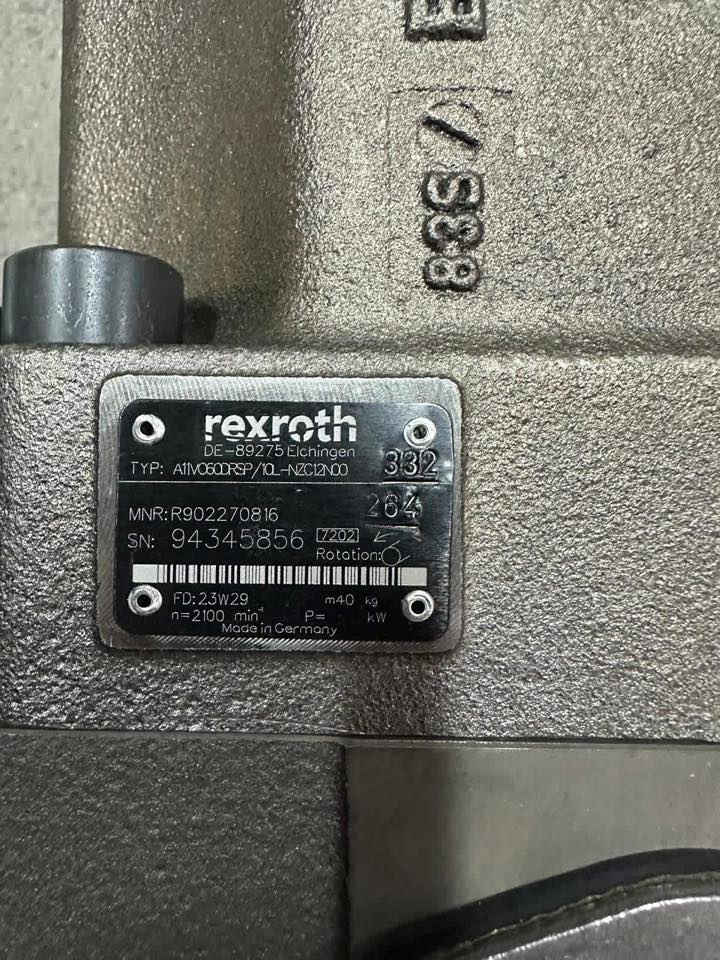 83S
rexroth
DE-89275 Elchingen
TYP: A11VO60DRSP/10L-NZC12N00
332
264
MNR:R902270816
SN: 94345856 7202
Rotation:
FD:23W29 m40 kg
n=2100 min⁻¹ P= kW
Made in Germany